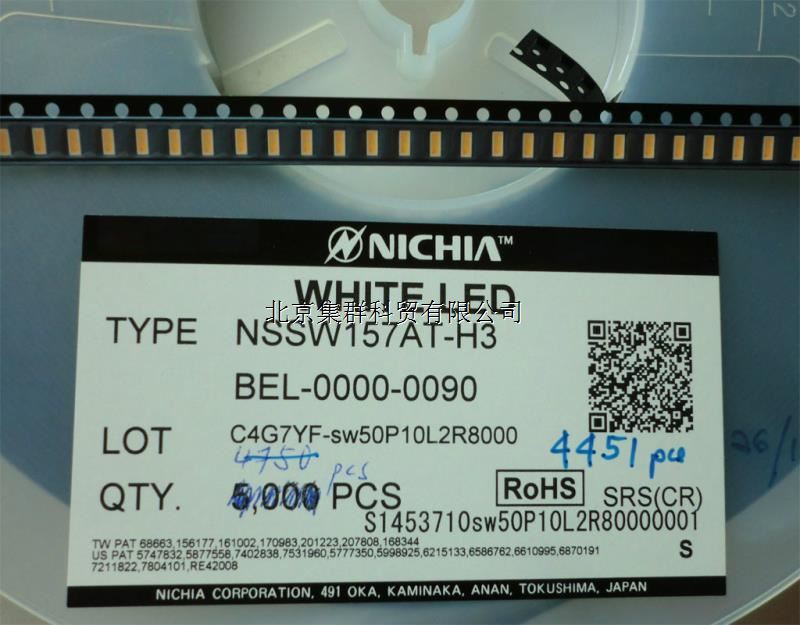 NICHIA™
WHITE LED
北京集群科贸有限公司
TYPE NSSW157AT-H3
BEL-0000-0090
LOT C4G7YF-sw50P10L2R8000
4451 pce
26/1
4750 pcs
QTY. 5,000 PCS
RoHS SRS(CR)
S1453710sw50P10L2R80000001
TW PAT 68663,156177,161002,170983,201223,207808,168344
US PAT 5747832,5877558,7402838,7531960,5777350,5998925,6215133,6586762,6610995,6870191
7211822,7804101,RE42008
S
NICHIA CORPORATION, 491 OKA, KAMINAKA, ANAN, TOKUSHIMA, JAPAN